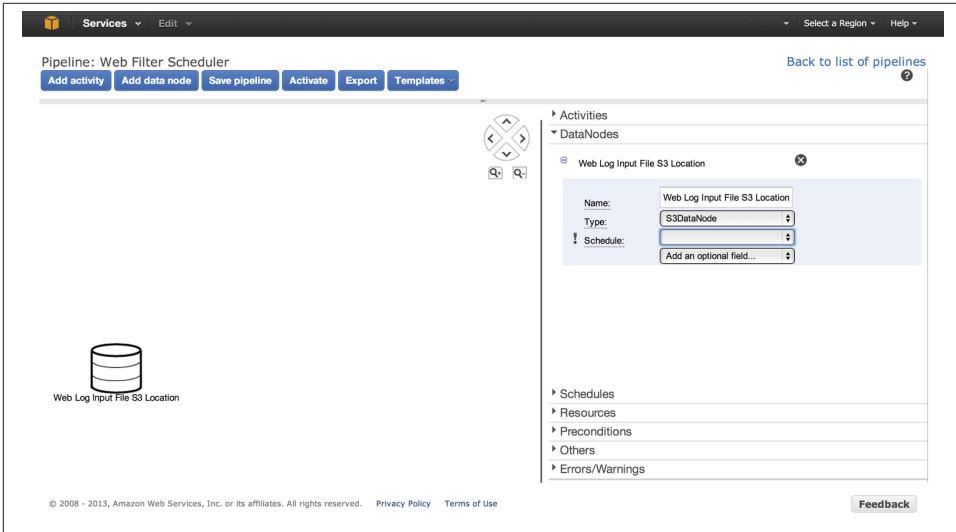 Services Edit Select a Region Help
Pipeline: Web Filter Scheduler Back to list of pipelines
Add activity Add data node Save pipeline Activate Export Templates ?
Activities
DataNodes
Web Log Input File S3 Location
Name: Web Log Input File S3 Location
Type: S3DataNode
! Schedule:
Add an optional field...
Web Log Input File S3 Location
Schedules
Resources
Preconditions
Others
Errors/Warnings
© 2008 - 2013, Amazon Web Services, Inc. or its affiliates. All rights reserved. Privacy Policy Terms of Use Feedback